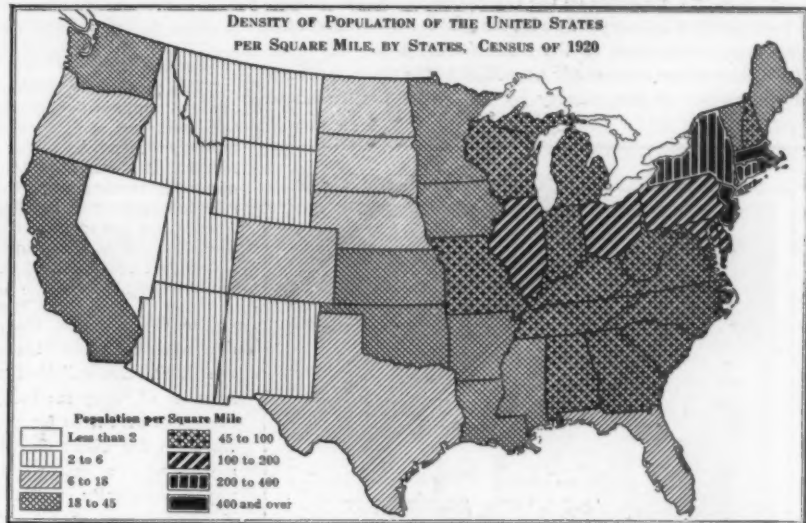 DENSITY OF POPULATION OF THE UNITED STATES
PER SQUARE MILE, BY STATES, CENSUS OF 1920
Population per Square Mile
Less than 2
2 to 6
6 to 18
18 to 45
45 to 100
100 to 200
200 to 400
400 and over